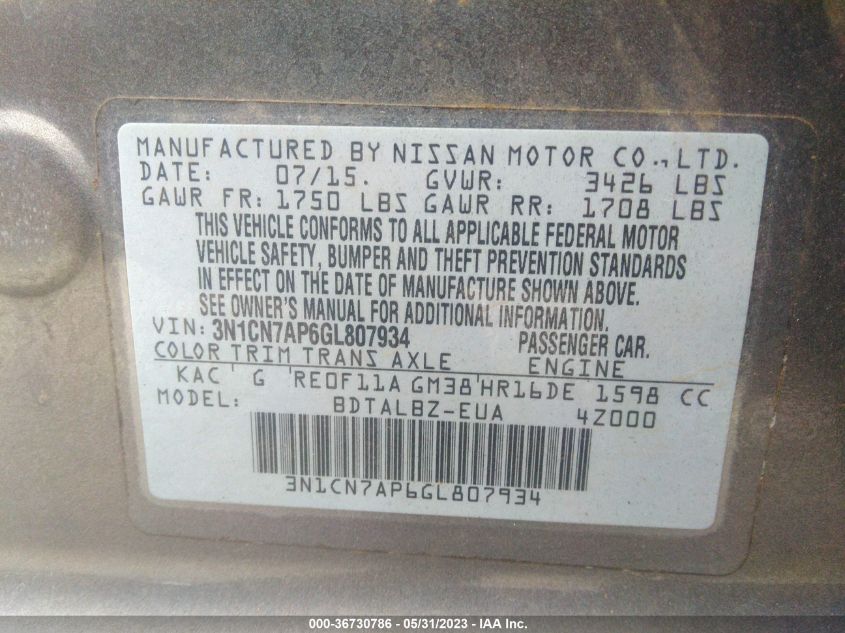 MANUFACTURED BY NISSAN MOTOR CO.,LTD.
DATE: 07/15. GVWR: 3426 LBS
GAWR FR: 1750 LBS GAWR RR: 1708 LBS
THIS VEHICLE CONFORMS TO ALL APPLICABLE FEDERAL MOTOR
VEHICLE SAFETY, BUMPER AND THEFT PREVENTION STANDARDS
IN EFFECT ON THE DATE OF MANUFACTURE SHOWN ABOVE.
SEE OWNER'S MANUAL FOR ADDITIONAL INFORMATION.
VIN: 3N1CN7AP6GL807934 PASSENGER CAR.
COLOR TRIM TRANS AXLE ENGINE
KAC G RE0F11A GM38 HR16DE 1598 CC
MODEL: BDTALBZ-EUA 4Z000
3N1CN7AP6GL807934
000-36730786 - 05/31/2023 - IAA Inc.